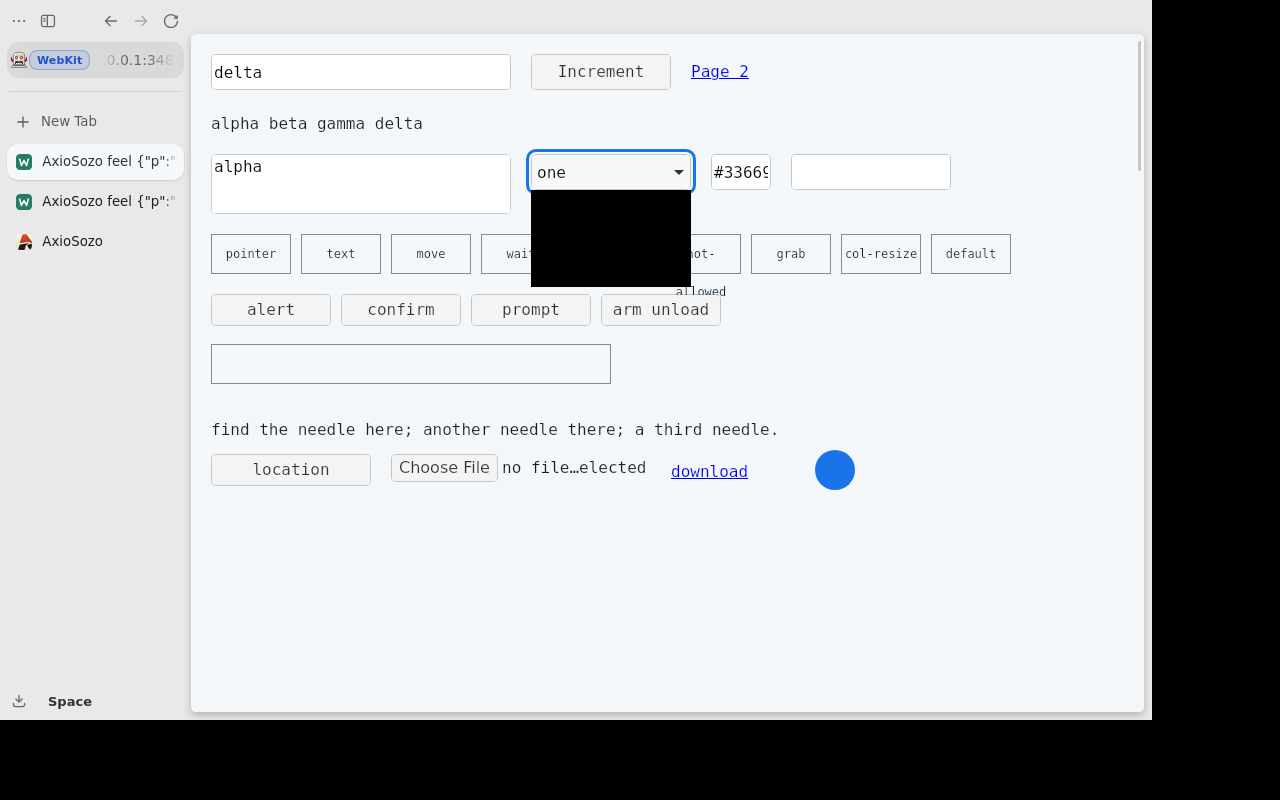 WebKit
.0.0.1:348
New Tab
AxioSozo feel {"p":"
AxioSozo feel {"p":"
AxioSozo
Space
delta
Increment
Page 2
alpha beta gamma delta
alpha
one
#33669
pointer
text
move
wait
not-
allowed
grab
col-resize
default
alert
confirm
prompt
arm unload
find the needle here; another needle there; a third needle.
location
Choose File
no file…elected
download